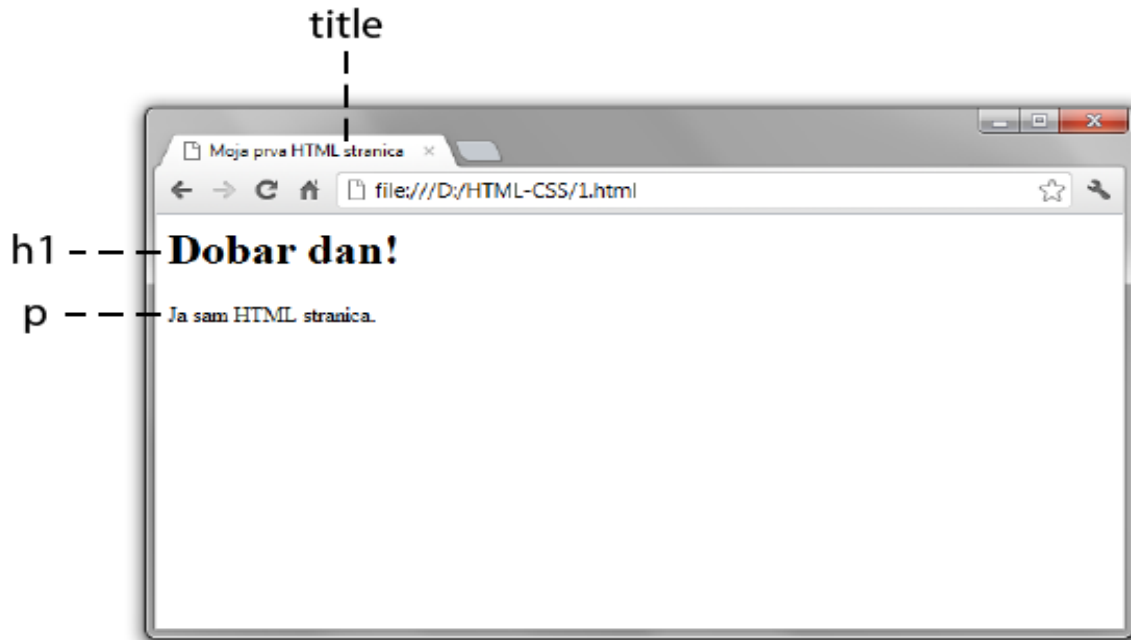 title
Moja prva HTML stranica
file:///D:/HTML-CSS/1.html
h1
Dobar dan!
p
Ja sam HTML stranica.